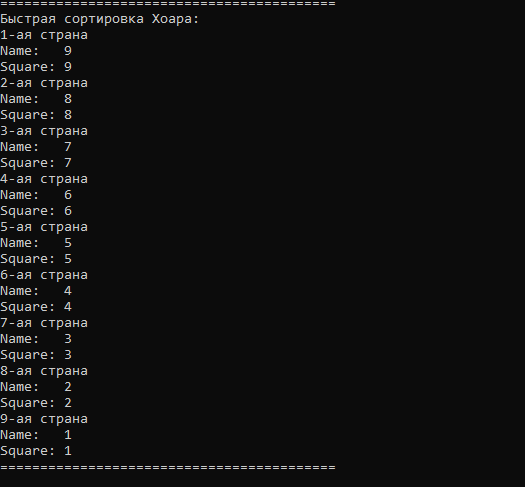 ==========================================
Быстрая сортировка Хоара:
1-ая страна
Name:   9
Square: 9
2-ая страна
Name:   8
Square: 8
3-ая страна
Name:   7
Square: 7
4-ая страна
Name:   6
Square: 6
5-ая страна
Name:   5
Square: 5
6-ая страна
Name:   4
Square: 4
7-ая страна
Name:   3
Square: 3
8-ая страна
Name:   2
Square: 2
9-ая страна
Name:   1
Square: 1
==========================================